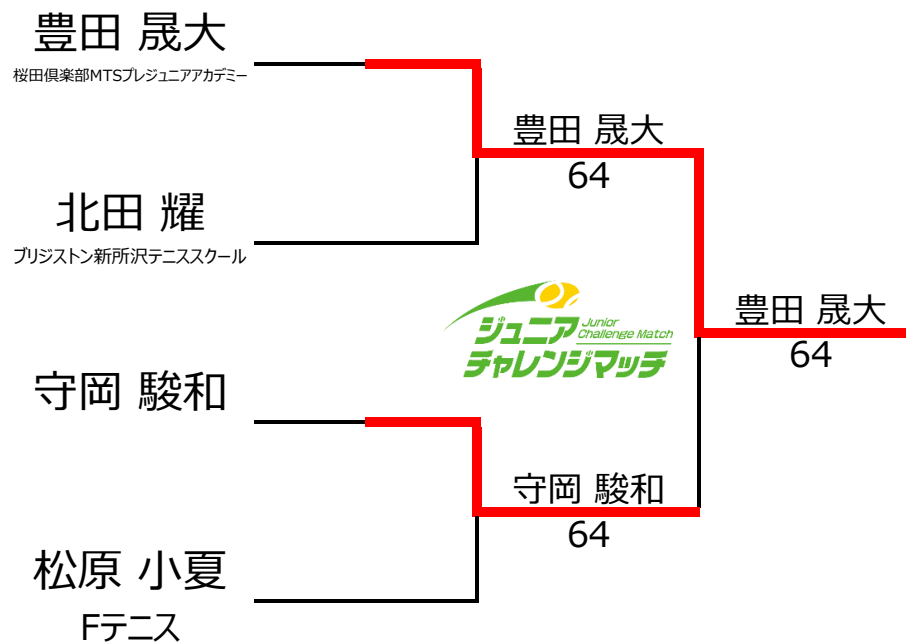 豊田 晟大
桜田倶楽部MTSプレジュニアアカデミー
豊田 晟大
64
北田 耀
ブリジストン新所沢テニススクール
ジュニア Junior
Challenge Match
チャレンジマッチ
豊田 晟大
64
守岡 駿和
守岡 駿和
64
松原 小夏
Fテニス